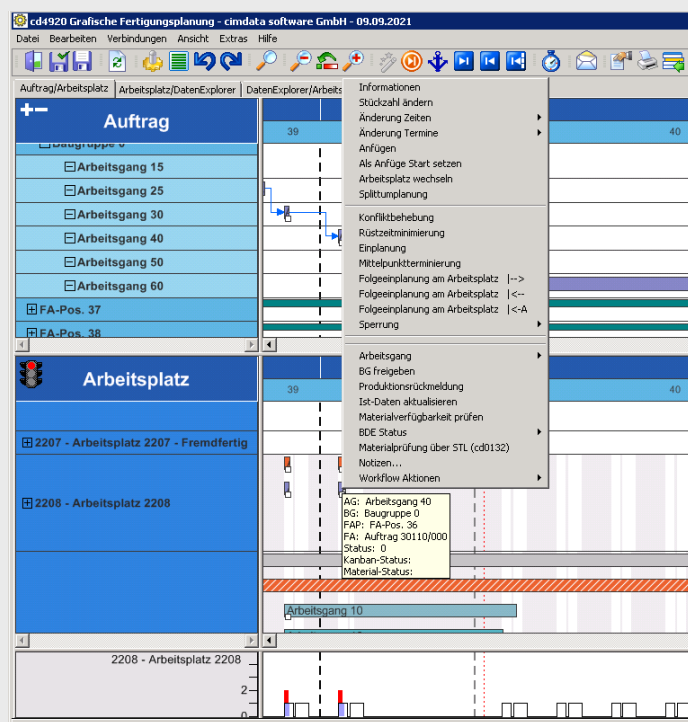 cd4920 Grafische Fertigungsplanung - cimdata software GmbH - 09.09.2021
Datei Bearbeiten Verbindungen Ansicht Extras Hilfe
Auftrag/Arbeitsplatz Arbeitsplatz/DatenExplorer DatenExplorer/Arbeits
Auftrag
39 40
Baugruppe 0
Arbeitsgang 15
Arbeitsgang 25
Arbeitsgang 30
Arbeitsgang 40
Arbeitsgang 50
Arbeitsgang 60
FA-Pos. 37
FA-Pos. 38
Informationen
Stückzahl ändern
Änderung Zeiten
Änderung Termine
Anfügen
Als Anfüge Start setzen
Arbeitsplatz wechseln
Splittumplanung
Konfliktbehebung
Rüstzeitminimierung
Einplanung
Mittelpunktterminierung
Folgeeinplanung am Arbeitsplatz |-->
Folgeeinplanung am Arbeitsplatz |<--
Folgeeinplanung am Arbeitsplatz |<-A
Sperrung
Arbeitsgang
BG freigeben
Produktionsrückmeldung
Ist-Daten aktualisieren
Materialverfügbarkeit prüfen
BDE Status
Materialprüfung über STL (cd0132)
Notizen...
Workflow Aktionen
Arbeitsplatz
39 40
2207 - Arbeitsplatz 2207 - Fremdfertig
2208 - Arbeitsplatz 2208
AG: Arbeitsgang 40
BG: Baugruppe 0
FAP: FA-Pos. 36
FA: Auftrag 30110/000
Status: 0
Kanban-Status:
Material-Status:
Arbeitsgang 10
2208 - Arbeitsplatz 2208
2
0